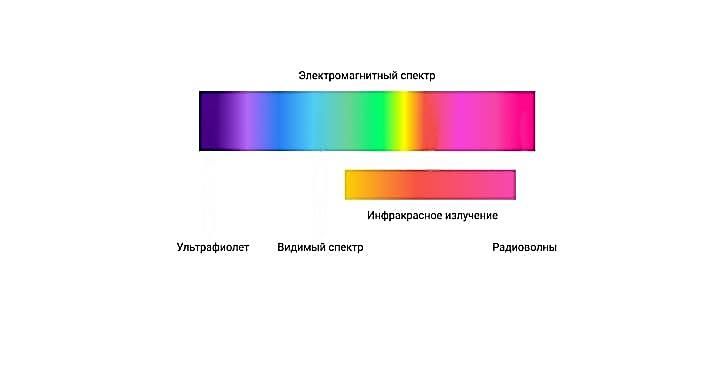 Электромагнитный спектр
Инфракрасное излучение
Ультрафиолет Видимый спектр Радиоволны